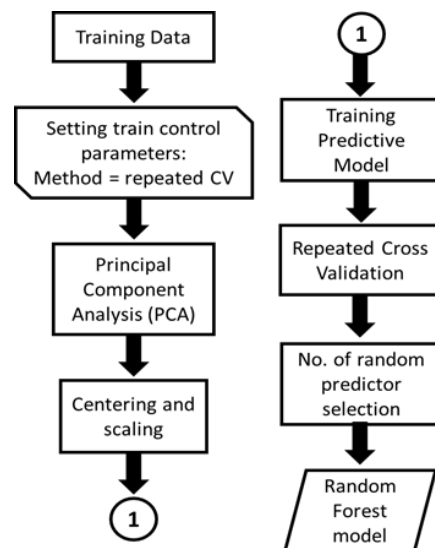 Training Data
Setting train control
parameters:
Method = repeated CV
Principal
Component
Analysis (PCA)
Centering and
scaling
1
1
Training
Predictive
Model
Repeated Cross
Validation
No. of random
predictor
selection
Random
Forest
model